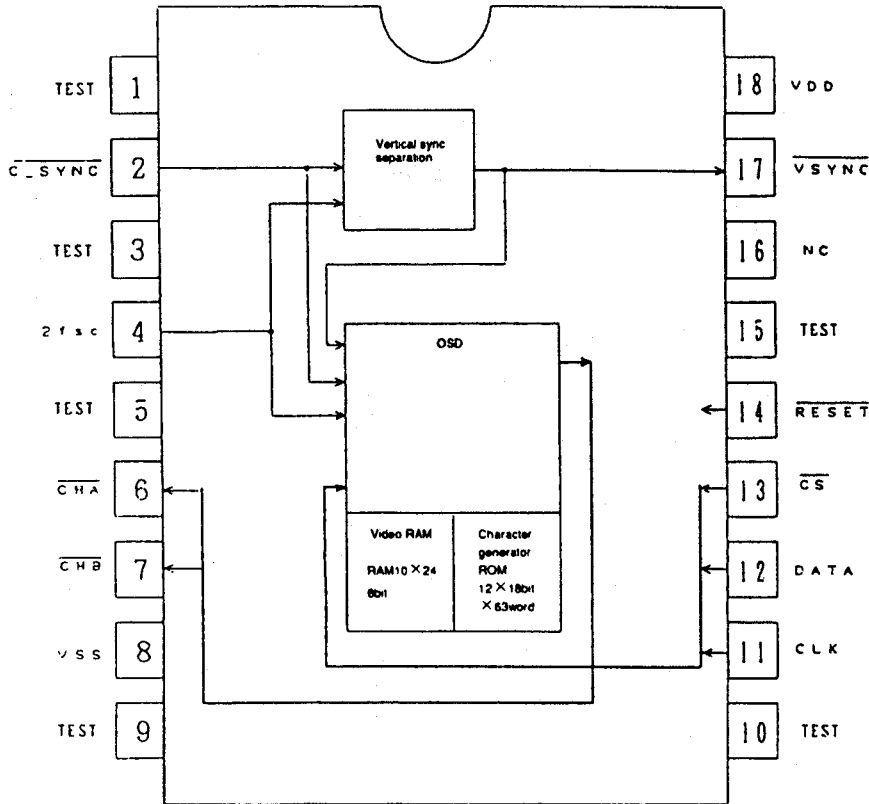 TEST 1
C_SYNC 2
TEST 3
2fsc 4
TEST 5
CHA 6
CHB 7
VSS 8
TEST 9
Vertical sync
separation
OSD
Video RAM
RAM10×24
6bit
Character
generator
ROM
12×18bit
×63word
18 VDD
17 VSYNC
16 NC
15 TEST
14 RESET
13 CS
12 DATA
11 CLK
10 TEST